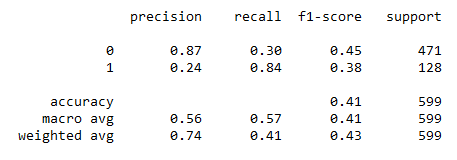 precision recall f1-score support
0 0.87 0.30 0.45 471
1 0.24 0.84 0.38 128
accuracy 0.41 599
macro avg 0.56 0.57 0.41 599
weighted avg 0.74 0.41 0.43 599